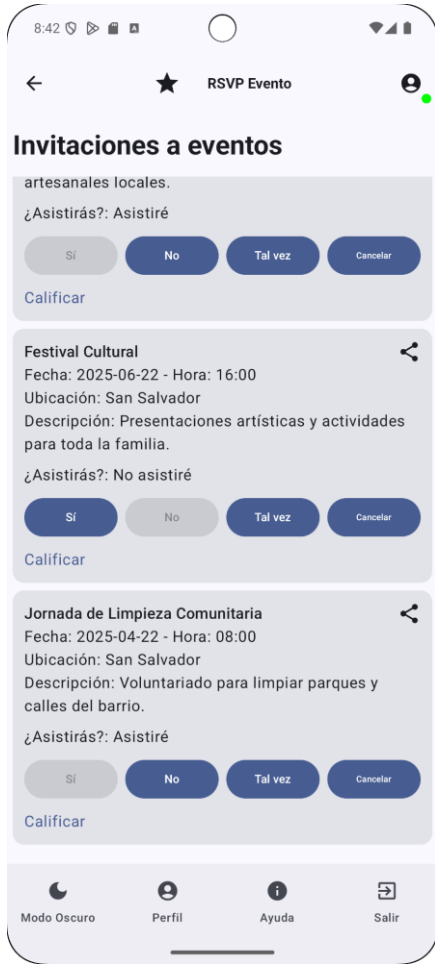 8:42
RSVP Evento
Invitaciones a eventos
artesanales locales.
¿Asistirás?: Asistiré
Sí No Tal vez Cancelar
Calificar
Festival Cultural
Fecha: 2025-06-22 - Hora: 16:00
Ubicación: San Salvador
Descripción: Presentaciones artísticas y actividades
para toda la familia.
¿Asistirás?: No asistiré
Sí No Tal vez Cancelar
Calificar
Jornada de Limpieza Comunitaria
Fecha: 2025-04-22 - Hora: 08:00
Ubicación: San Salvador
Descripción: Voluntariado para limpiar parques y
calles del barrio.
¿Asistirás?: Asistiré
Sí No Tal vez Cancelar
Calificar
Modo Oscuro Perfil Ayuda Salir